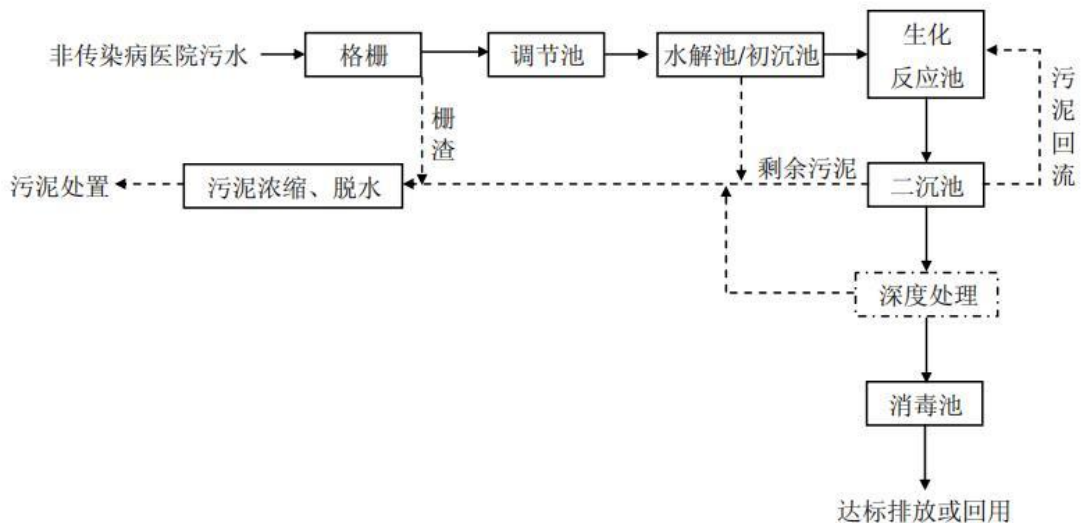 非传染病医院污水
格栅
调节池
水解池/初沉池
生化
反应池
污泥回流
栅渣
剩余污泥
污泥处置
污泥浓缩、脱水
二沉池
深度处理
消毒池
达标排放或回用